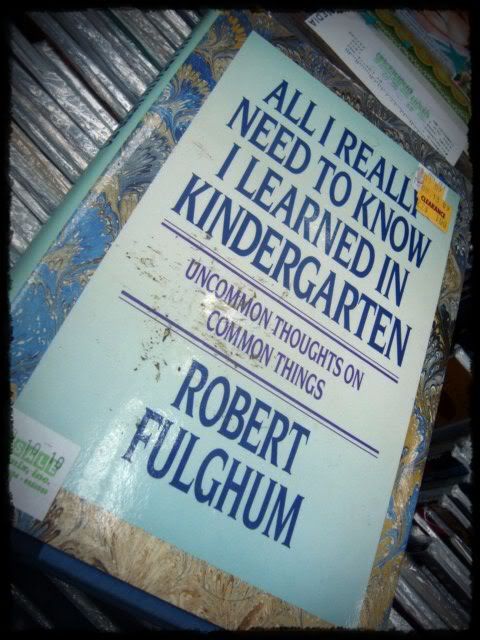 ALL I REALLY
NEED TO KNOW
I LEARNED IN
KINDERGARTEN
UNCOMMON THOUGHTS ON
COMMON THINGS
ROBERT
FULGHUM
CLEARANCE